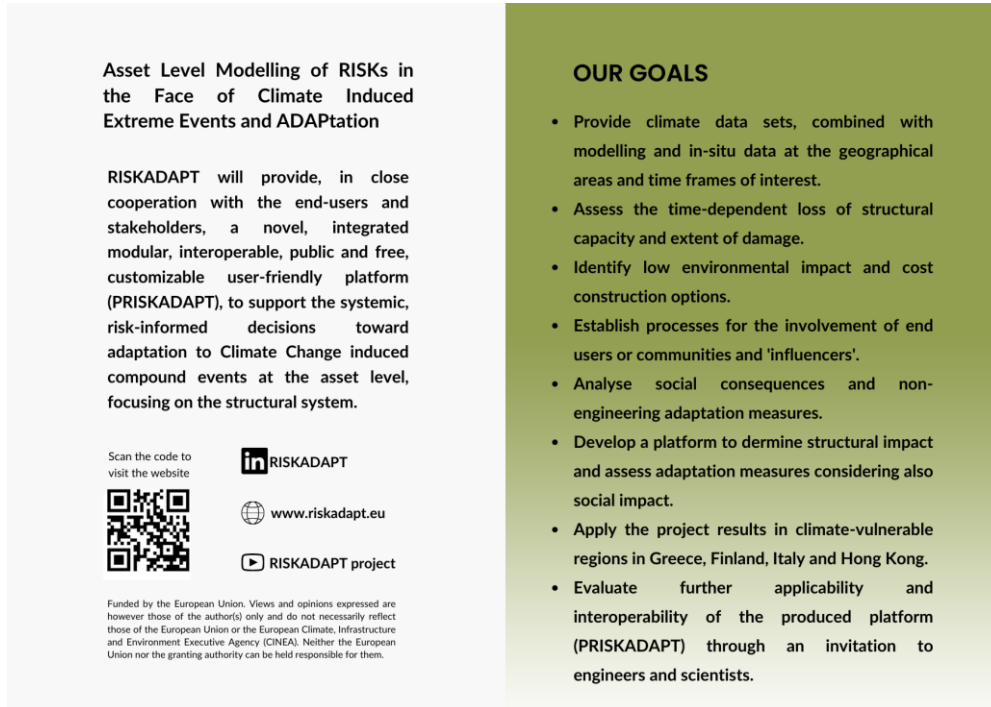 Asset Level Modelling of RISKs in
the Face of Climate Induced
Extreme Events and ADAPtation
RISKADAPT will provide, in close
cooperation with the end-users and
stakeholders, a novel, integrated
modular, interoperable, public and free,
customizable user-friendly platform
(PRISKADAPT), to support the systemic,
risk-informed decisions toward
adaptation to Climate Change induced
compound events at the asset level,
focusing on the structural system.
Scan the code to
visit the website
in RISKADAPT
www.riskadapt.eu
RISKADAPT project
Funded by the European Union. Views and opinions expressed are
however those of the author(s) only and do not necessarily reflect
those of the European Union or the European Climate, Infrastructure
and Environment Executive Agency (CINEA). Neither the European
Union nor the granting authority can be held responsible for them.
OUR GOALS
• Provide climate data sets, combined with
modelling and in-situ data at the geographical
areas and time frames of interest.
• Assess the time-dependent loss of structural
capacity and extent of damage.
• Identify low environmental impact and cost
construction options.
• Establish processes for the involvement of end
users or communities and 'influencers'.
• Analyse social consequences and non-
engineering adaptation measures.
• Develop a platform to dermine structural impact
and assess adaptation measures considering also
social impact.
• Apply the project results in climate-vulnerable
regions in Greece, Finland, Italy and Hong Kong.
• Evaluate further applicability and
interoperability of the produced platform
(PRISKADAPT) through an invitation to
engineers and scientists.